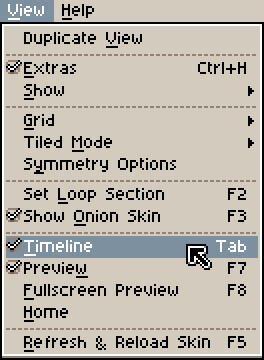 View Help
Duplicate View
Extras Ctrl+H
Show
Grid
Tiled Mode
Symmetry Options
Set Loop Section F2
Show Onion Skin F3
Timeline Tab
Preview F7
Fullscreen Preview F8
Home
Refresh & Reload Skin F5